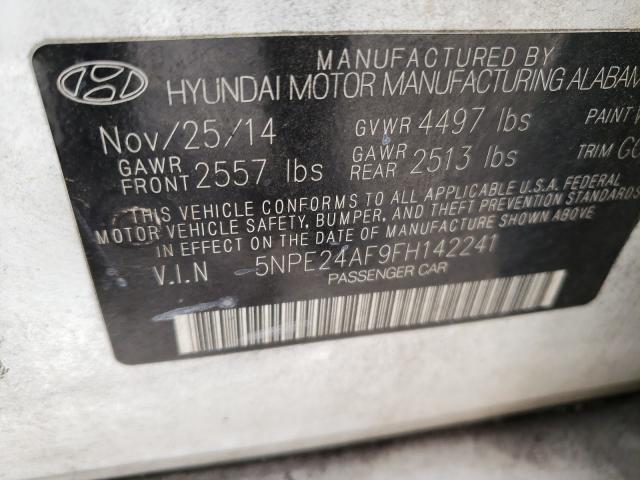 MANUFACTURED BY
HYUNDAI MOTOR MANUFACTURING ALABAM
Nov/25/14 GVWR 4497 lbs PAINT
GAWR FRONT 2557 lbs GAWR REAR 2513 lbs TRIM
THIS VEHICLE CONFORMS TO ALL APPLICABLE U.S.A. FEDERAL
MOTOR VEHICLE SAFETY, BUMPER, AND THEFT PREVENTION STANDARDS
IN EFFECT ON THE DATE OF MANUFACTURE SHOWN ABOVE
V.I.N 5NPE24AF9FH142241
PASSENGER CAR